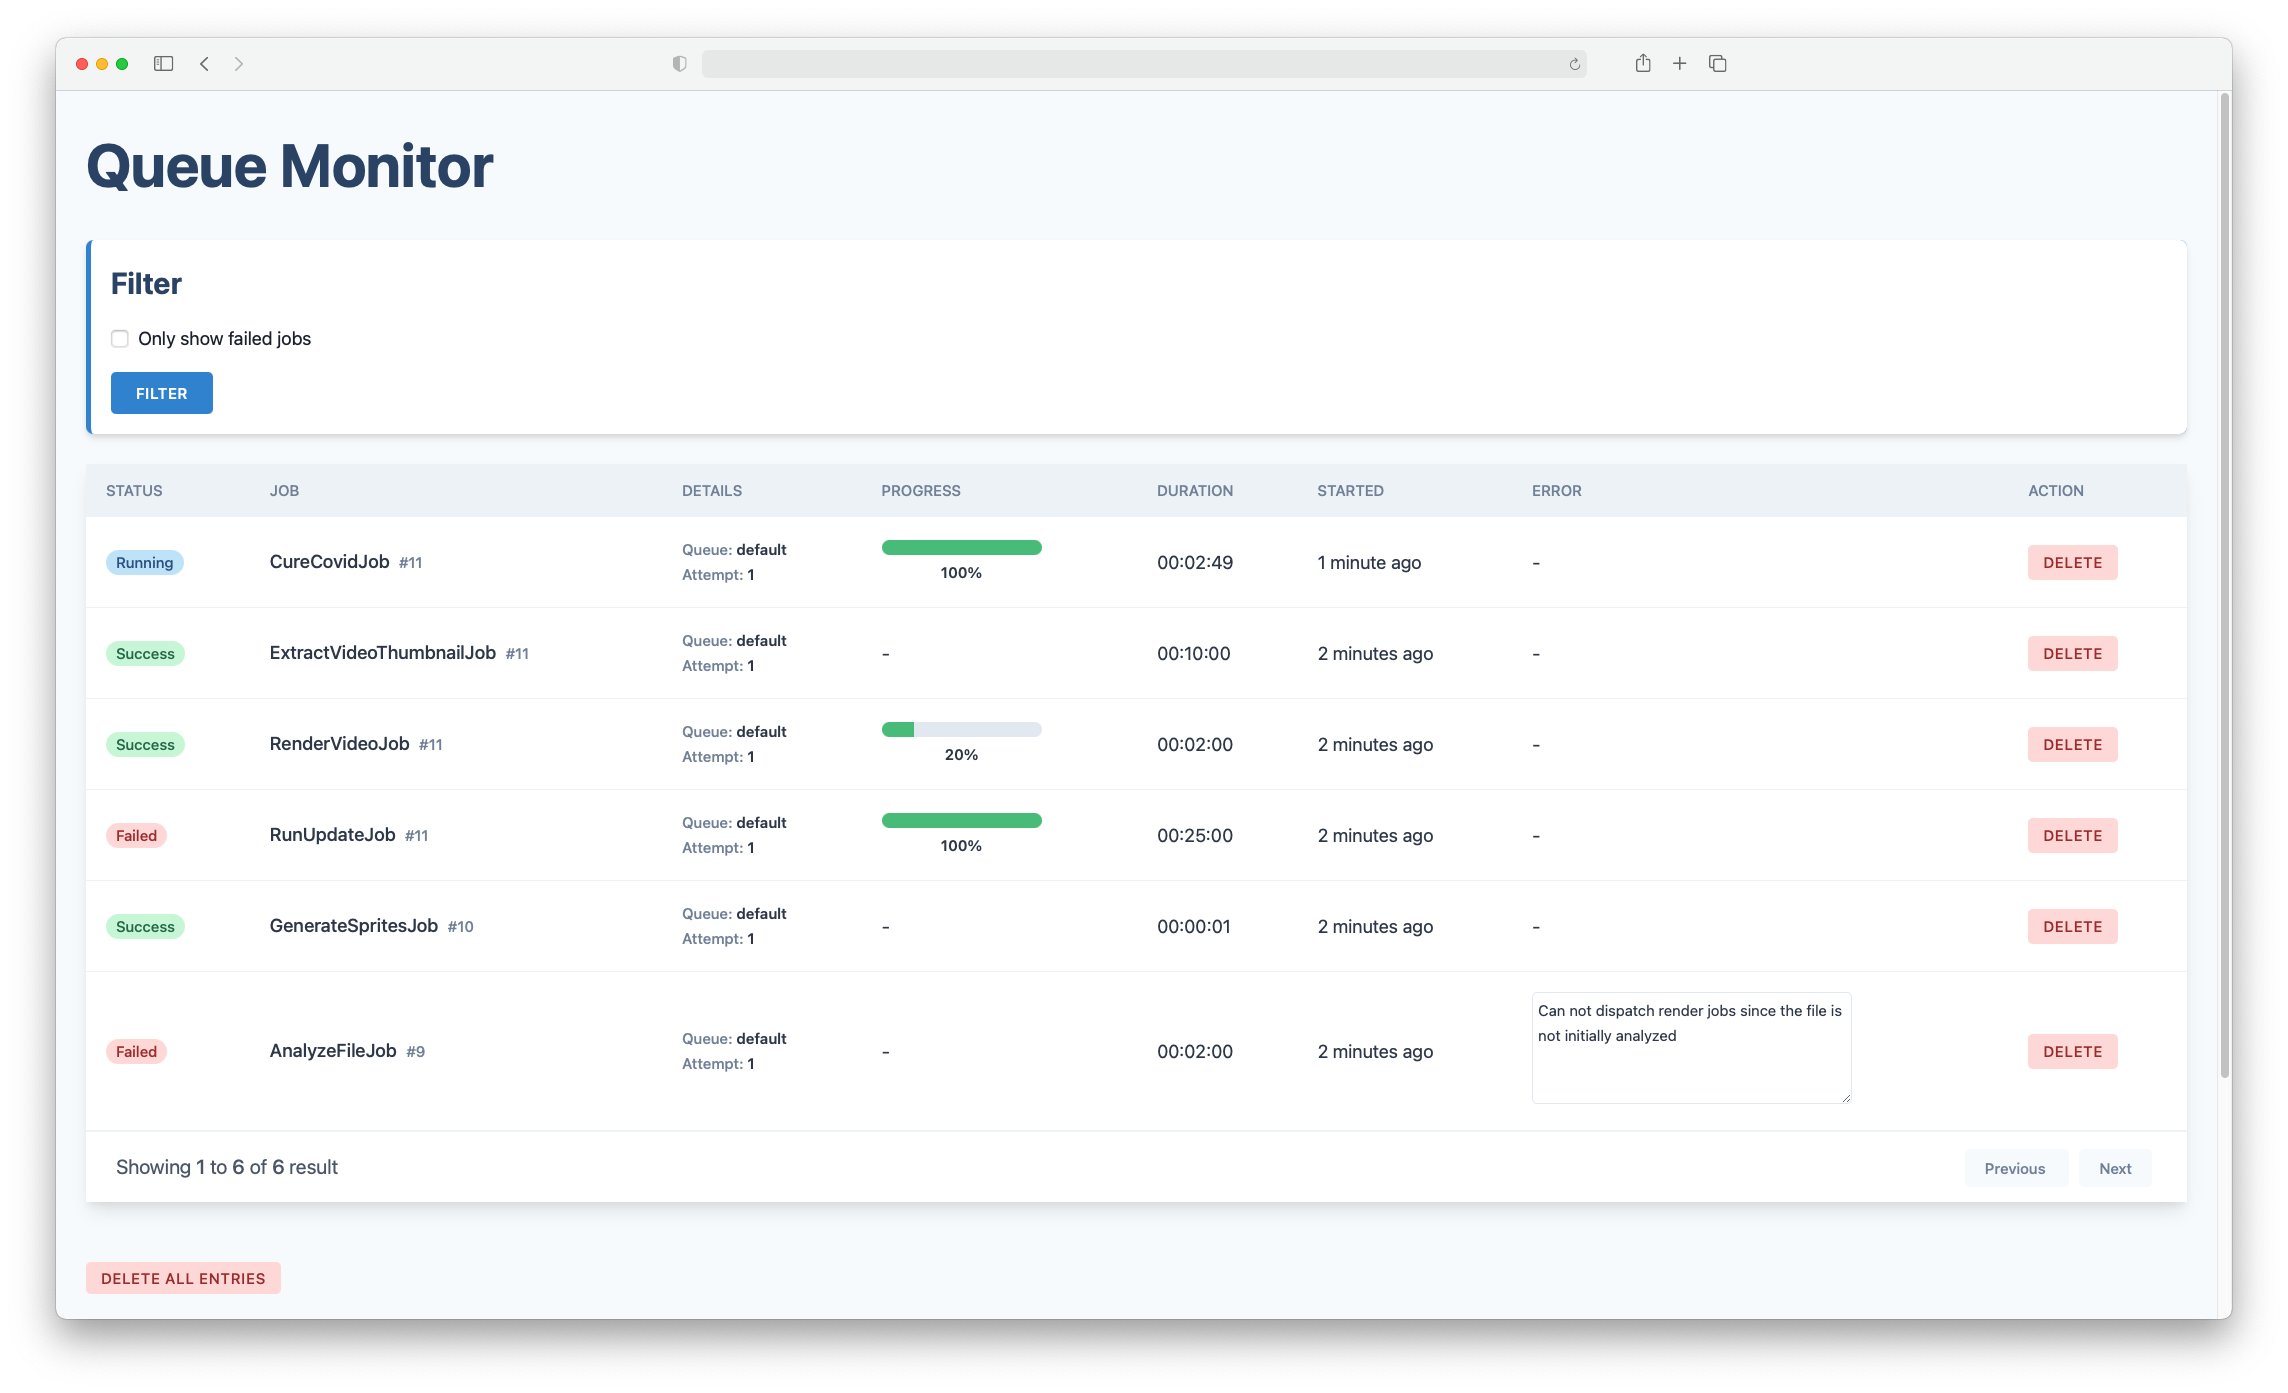 Queue Monitor
Filter
Only show failed jobs
FILTER
STATUS JOB DETAILS PROGRESS DURATION STARTED ERROR ACTION
Running CureCovidJob #11 Queue: default 00:02:49 1 minute ago - DELETE
Attempt: 1 100%
Success ExtractVideoThumbnailJob #11 Queue: default - 00:10:00 2 minutes ago - DELETE
Attempt: 1
Success RenderVideoJob #11 Queue: default 00:02:00 2 minutes ago - DELETE
Attempt: 1 20%
Failed RunUpdateJob #11 Queue: default 00:25:00 2 minutes ago - DELETE
Attempt: 1 100%
Success GenerateSpritesJob #10 Queue: default - 00:00:01 2 minutes ago - DELETE
Attempt: 1
Failed AnalyzeFileJob #9 Queue: default - 00:02:00 2 minutes ago Can not dispatch render jobs since the file is DELETE
Attempt: 1 not initially analyzed
Showing 1 to 6 of 6 result Previous Next
DELETE ALL ENTRIES